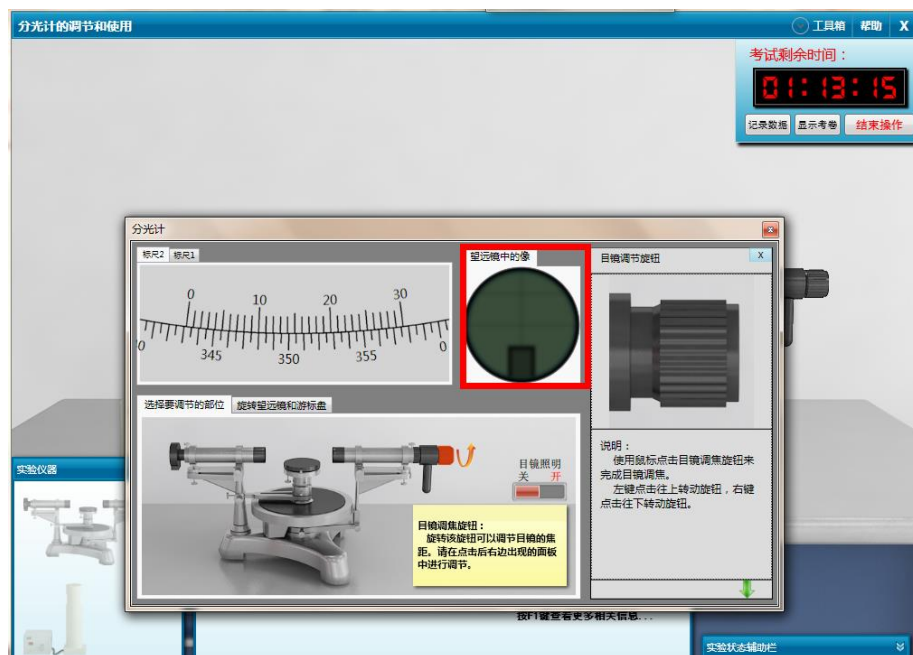 分光计的调节和使用
工具箱 帮助 X
考试剩余时间：
01:13:15
记录数据 显示考卷 结束操作
分光计
标尺2 标尺1
望远镜中的像
目镜调节旋钮
X
0 10 20 30
345 350 355 0
选择要调节的部位 旋转望远镜和游标盘
目镜照明
关 开
目镜调焦旋钮：
旋转该旋钮可以调节目镜的焦
距。请在点击后右边出现的面板
中进行调节。
说明：
使用鼠标点击目镜调焦旋钮来
完成目镜调焦。
左键点击往上转动旋钮，右键
点击往下转动旋钮。
实验仪器
按F1键查看更多相关信息...
实验状态辅助栏